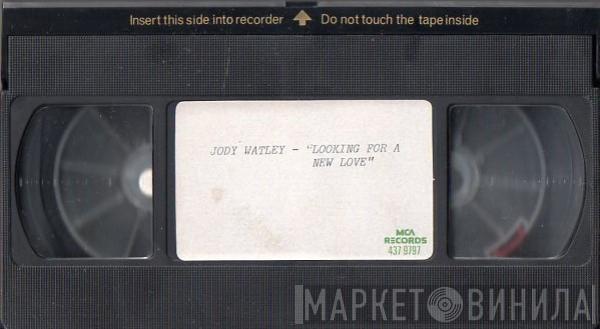 Insert this side into recorder Do not touch the tape inside
JODY WATLEY - "LOOKING FOR A
NEW LOVE"
MCA
RECORDS
437 9797
МАРКЕТ ВИНИЛА